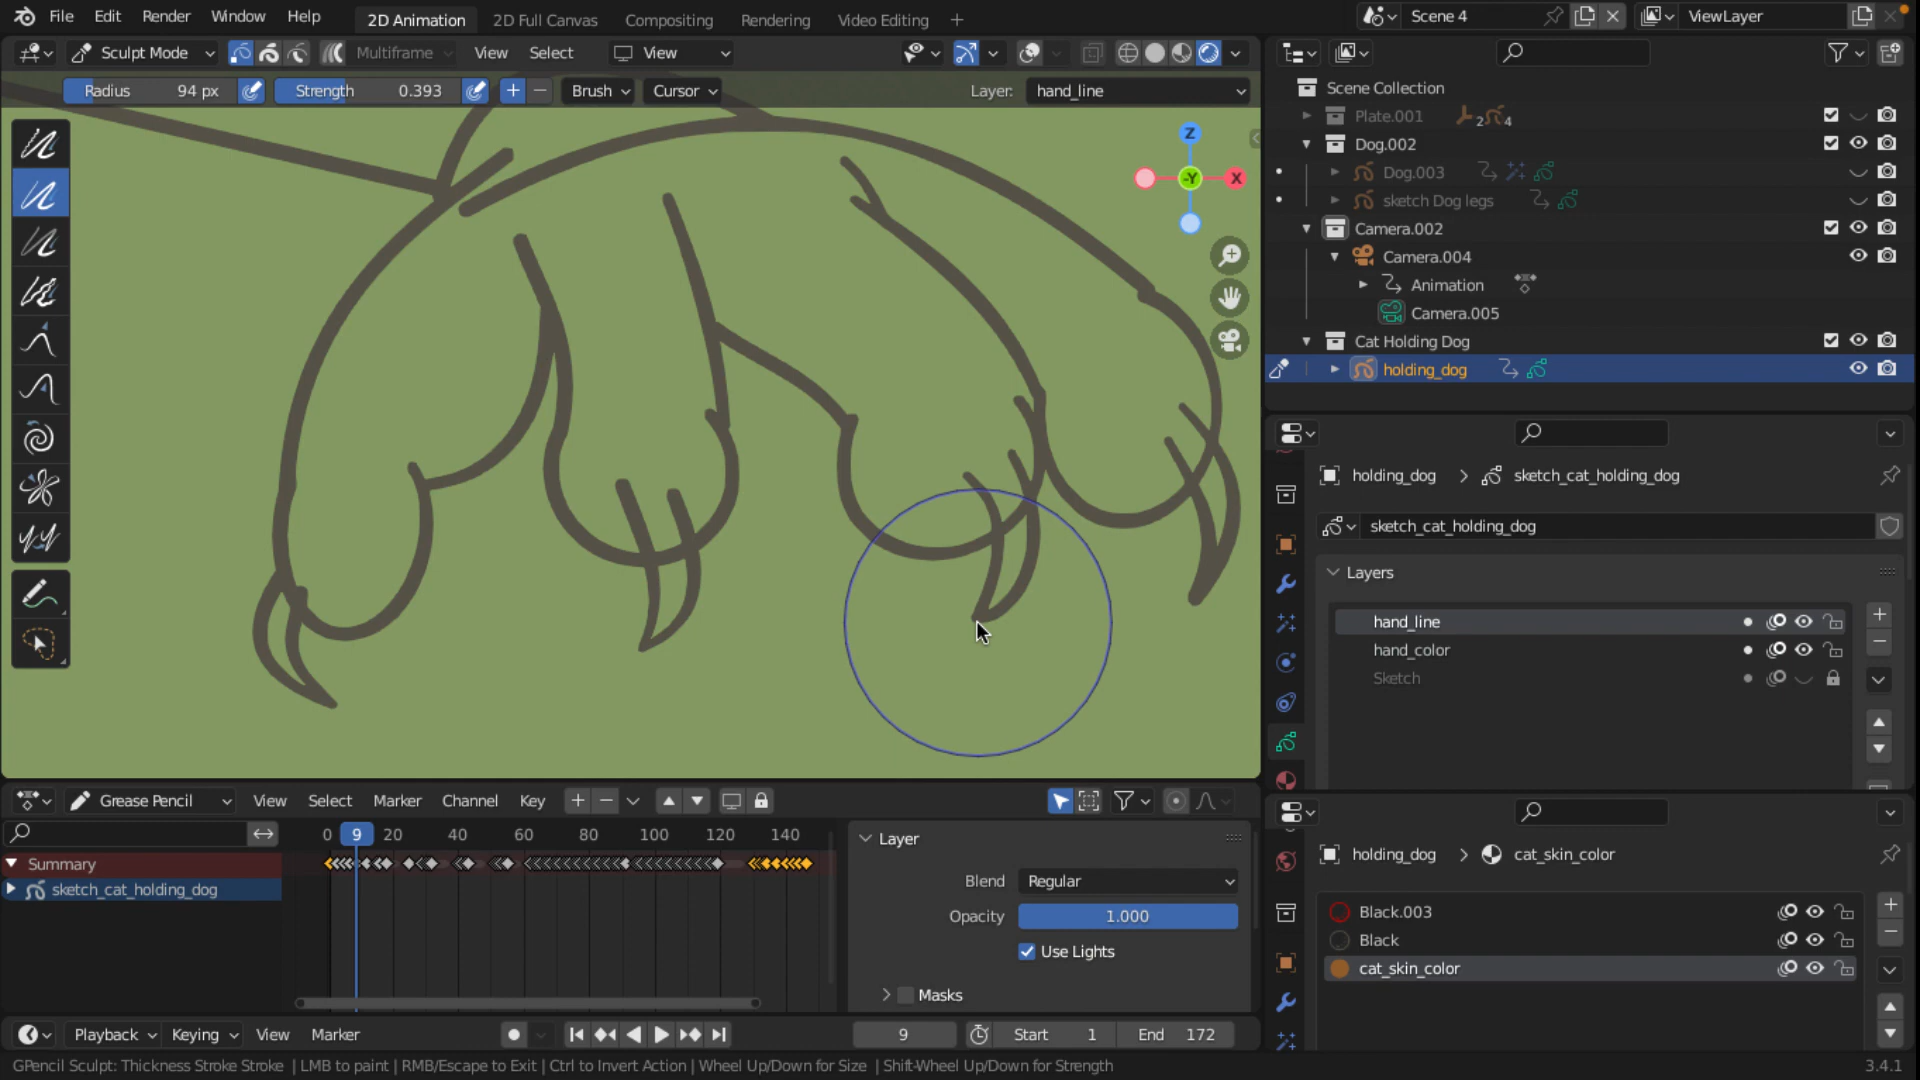 File Edit Render Window Help 2D Animation 2D Full Canvas Compositing Rendering Video Editing + Scene 4 ViewLayer
Sculpt Mode Multiframe View Select View
Radius 94 px Strength 0.393 Brush Cursor Layer: hand_line
Z
-Y X
Scene Collection
Plate.001 2 4
Dog.002
Dog.003
sketch Dog legs
Camera.002
Camera.004
Animation
Camera.005
Cat Holding Dog
holding_dog
holding_dog > sketch_cat_holding_dog
sketch_cat_holding_dog
Layers
hand_line
hand_color
Sketch
Grease Pencil View Select Marker Channel Key
0 9 20 40 60 80 100 120 140
Summary
sketch_cat_holding_dog
Layer
Blend Regular
Opacity 1.000
Use Lights
Masks
holding_dog > cat_skin_color
Black.003
Black
cat_skin_color
Playback Keying View Marker 9 Start 1 End 172
GPencil Sculpt: Thickness Stroke Stroke | LMB to paint | RMB/Escape to Exit | Ctrl to Invert Action | Wheel Up/Down for Size | Shift-Wheel Up/Down for Strength 3.4.1